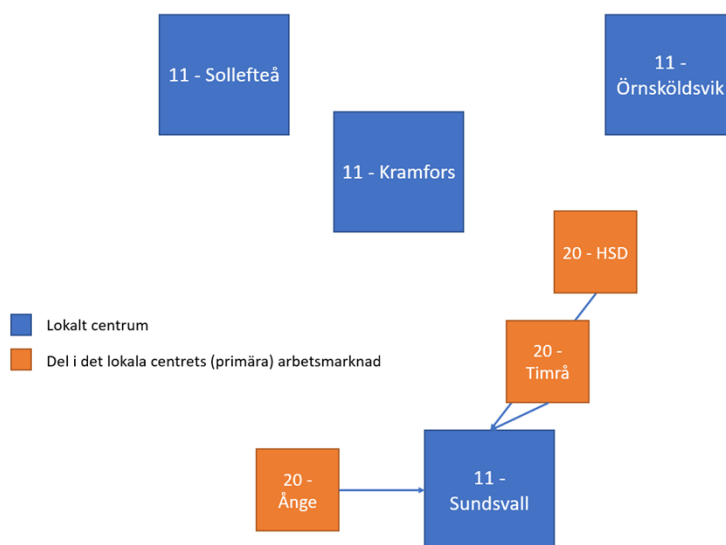 11 - Sollefteå
11 -
Örnsköldsvik
11 - Kramfors
20 - HSD
Lokalt centrum
20 -
Timrå
Del i det lokala centrets (primära) arbetsmarknad
20 -
Ånge
11 -
Sundsvall